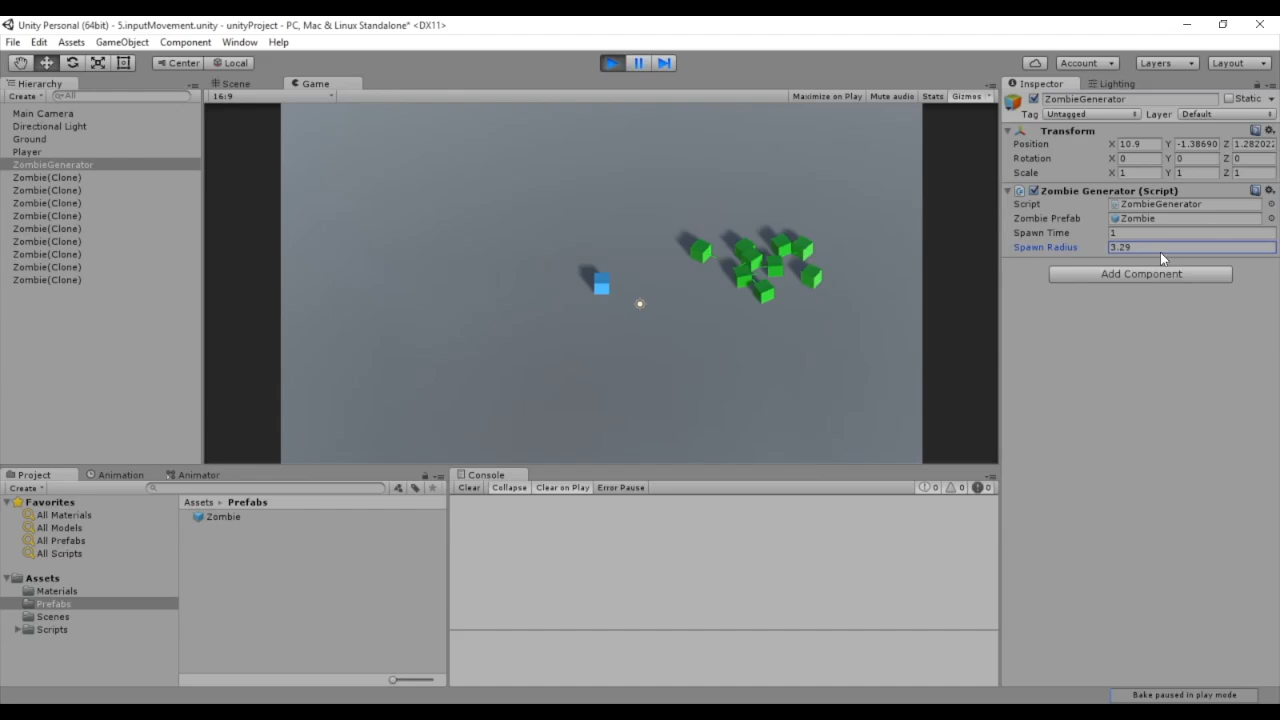 Unity Personal (64bit) - 5.inputMovement.unity - unityProject - PC, Mac & Linux Standalone* <DX11>
File Edit Assets GameObject Component Window Help
Center Local Account Layers Layout
Hierarchy Scene Game Inspector Lighting
Create All 16:9 Maximize on Play Mute audio Stats Gizmos ZombieGenerator Static
Tag Untagged Layer Default
Main Camera
Directional Light
Ground
Player
ZombieGenerator
Zombie(Clone)
Zombie(Clone)
Zombie(Clone)
Zombie(Clone)
Zombie(Clone)
Zombie(Clone)
Zombie(Clone)
Zombie(Clone)
Zombie(Clone)
Transform
Position X 10.9 Y -1.38690 Z 1.282022
Rotation X 0 Y 0 Z 0
Scale X 1 Y 1 Z 1
Zombie Generator (Script)
Script ZombieGenerator
Zombie Prefab Zombie
Spawn Time 1
Spawn Radius 3.29
Add Component
Project Animation Animator Console
Create Clear Collapse Clear on Play Error Pause 0 0 0
Favorites
All Materials
All Models
All Prefabs
All Scripts
Assets
Materials
Prefabs
Scenes
Scripts
Assets Prefabs
Zombie
Bake paused in play mode